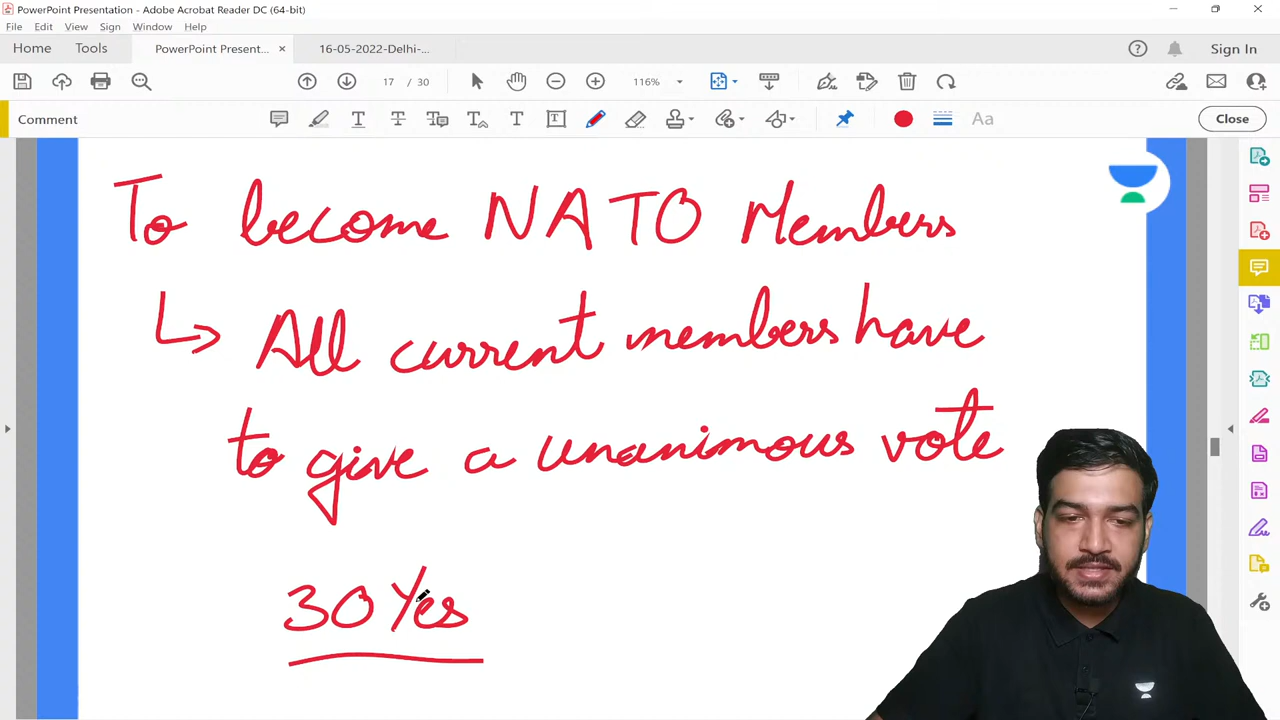 PowerPoint Presentation - Adobe Acrobat Reader DC (64-bit)
File Edit View Sign Window Help
Home Tools PowerPoint Present... × 16-05-2022-Delhi-... Sign In
17 / 30 116%
Comment Close
To become NATO Members
↳ All current members have
to give a unanimous vote
30 Yes